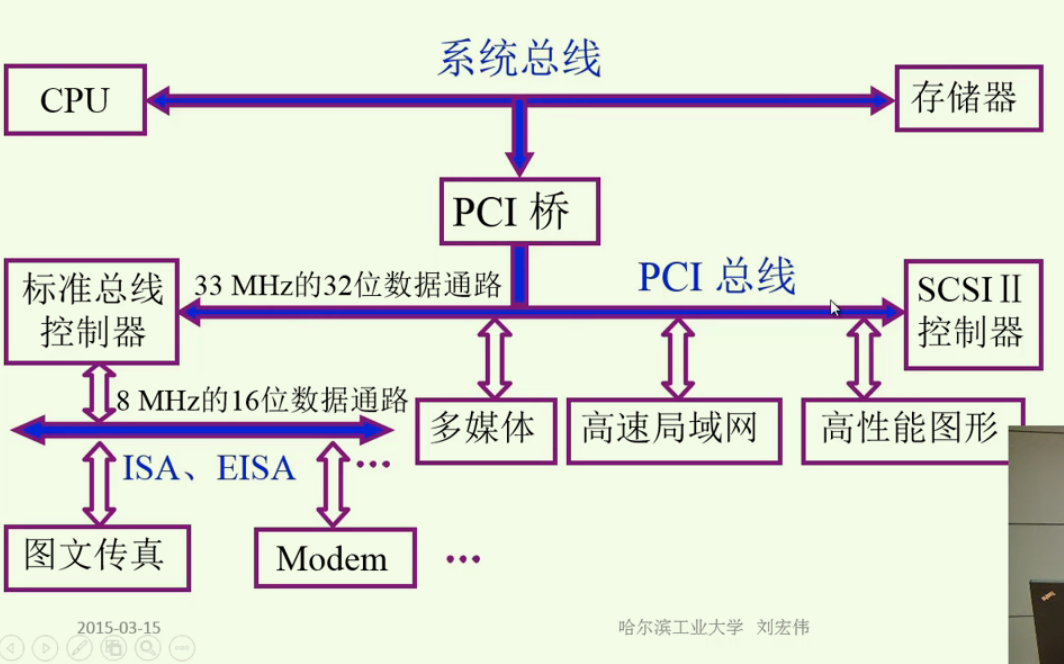 系统总线
CPU
存储器
PCI 桥
标准总线
控制器
33 MHz的32位数据通路
PCI 总线
SCSI II
控制器
8 MHz的16位数据通路
多媒体
高速局域网
高性能图形
ISA、EISA
...
图文传真
Modem
...
2015-03-15
哈尔滨工业大学 刘宏伟